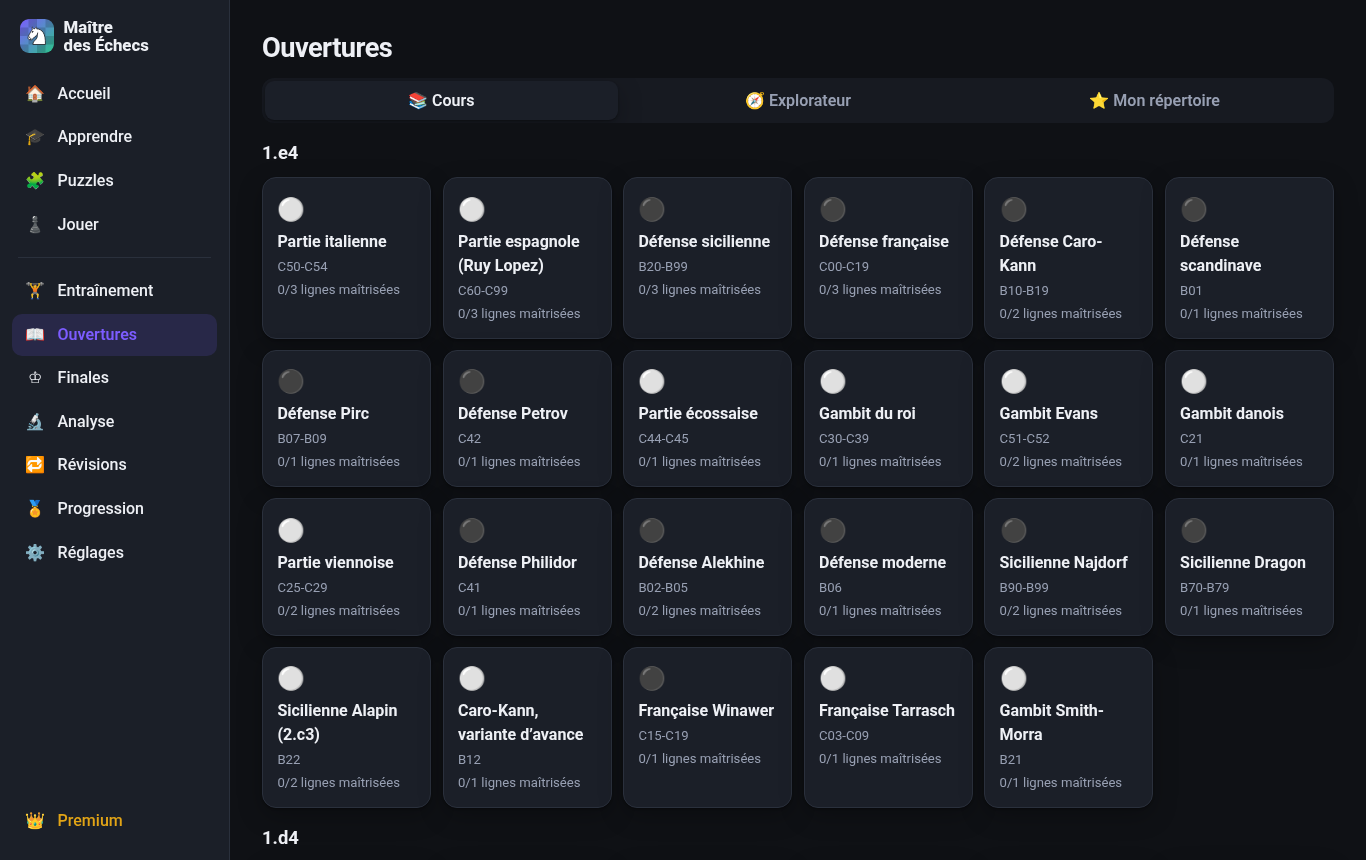 Maître
des Échecs
Accueil
Apprendre
Puzzles
Jouer
Entraînement
Ouvertures
Finales
Analyse
Révisions
Progression
Réglages
Premium
Ouvertures
Cours
Explorateur
Mon répertoire
1.e4
Partie italienne
C50-C54
0/3 lignes maîtrisées
Partie espagnole
(Ruy Lopez)
C60-C99
0/3 lignes maîtrisées
Défense sicilienne
B20-B99
0/3 lignes maîtrisées
Défense française
C00-C19
0/3 lignes maîtrisées
Défense Caro-
Kann
B10-B19
0/2 lignes maîtrisées
Défense
scandinave
B01
0/1 lignes maîtrisées
Défense Pirc
B07-B09
0/1 lignes maîtrisées
Défense Petrov
C42
0/1 lignes maîtrisées
Partie écossaise
C44-C45
0/1 lignes maîtrisées
Gambit du roi
C30-C39
0/1 lignes maîtrisées
Gambit Evans
C51-C52
0/2 lignes maîtrisées
Gambit danois
C21
0/1 lignes maîtrisées
Partie viennoise
C25-C29
0/2 lignes maîtrisées
Défense Philidor
C41
0/1 lignes maîtrisées
Défense Alekhine
B02-B05
0/2 lignes maîtrisées
Défense moderne
B06
0/1 lignes maîtrisées
Sicilienne Najdorf
B90-B99
0/2 lignes maîtrisées
Sicilienne Dragon
B70-B79
0/1 lignes maîtrisées
Sicilienne Alapin
(2.c3)
B22
0/2 lignes maîtrisées
Caro-Kann,
variante d’avance
B12
0/1 lignes maîtrisées
Française Winawer
C15-C19
0/1 lignes maîtrisées
Française Tarrasch
C03-C09
0/1 lignes maîtrisées
Gambit Smith-
Morra
B21
0/1 lignes maîtrisées
1.d4